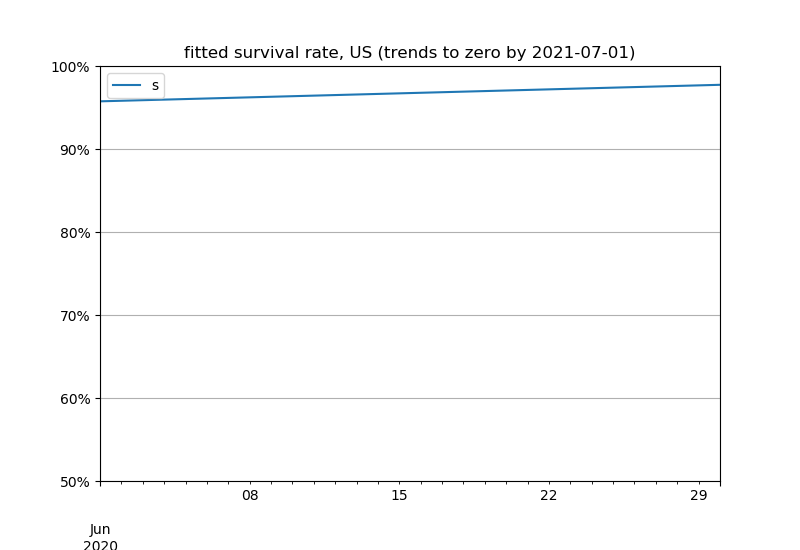 fitted survival rate, US (trends to zero by 2021-07-01)
100%
s
90%
80%
70%
60%
50%
08 15 22 29
Jun
2020